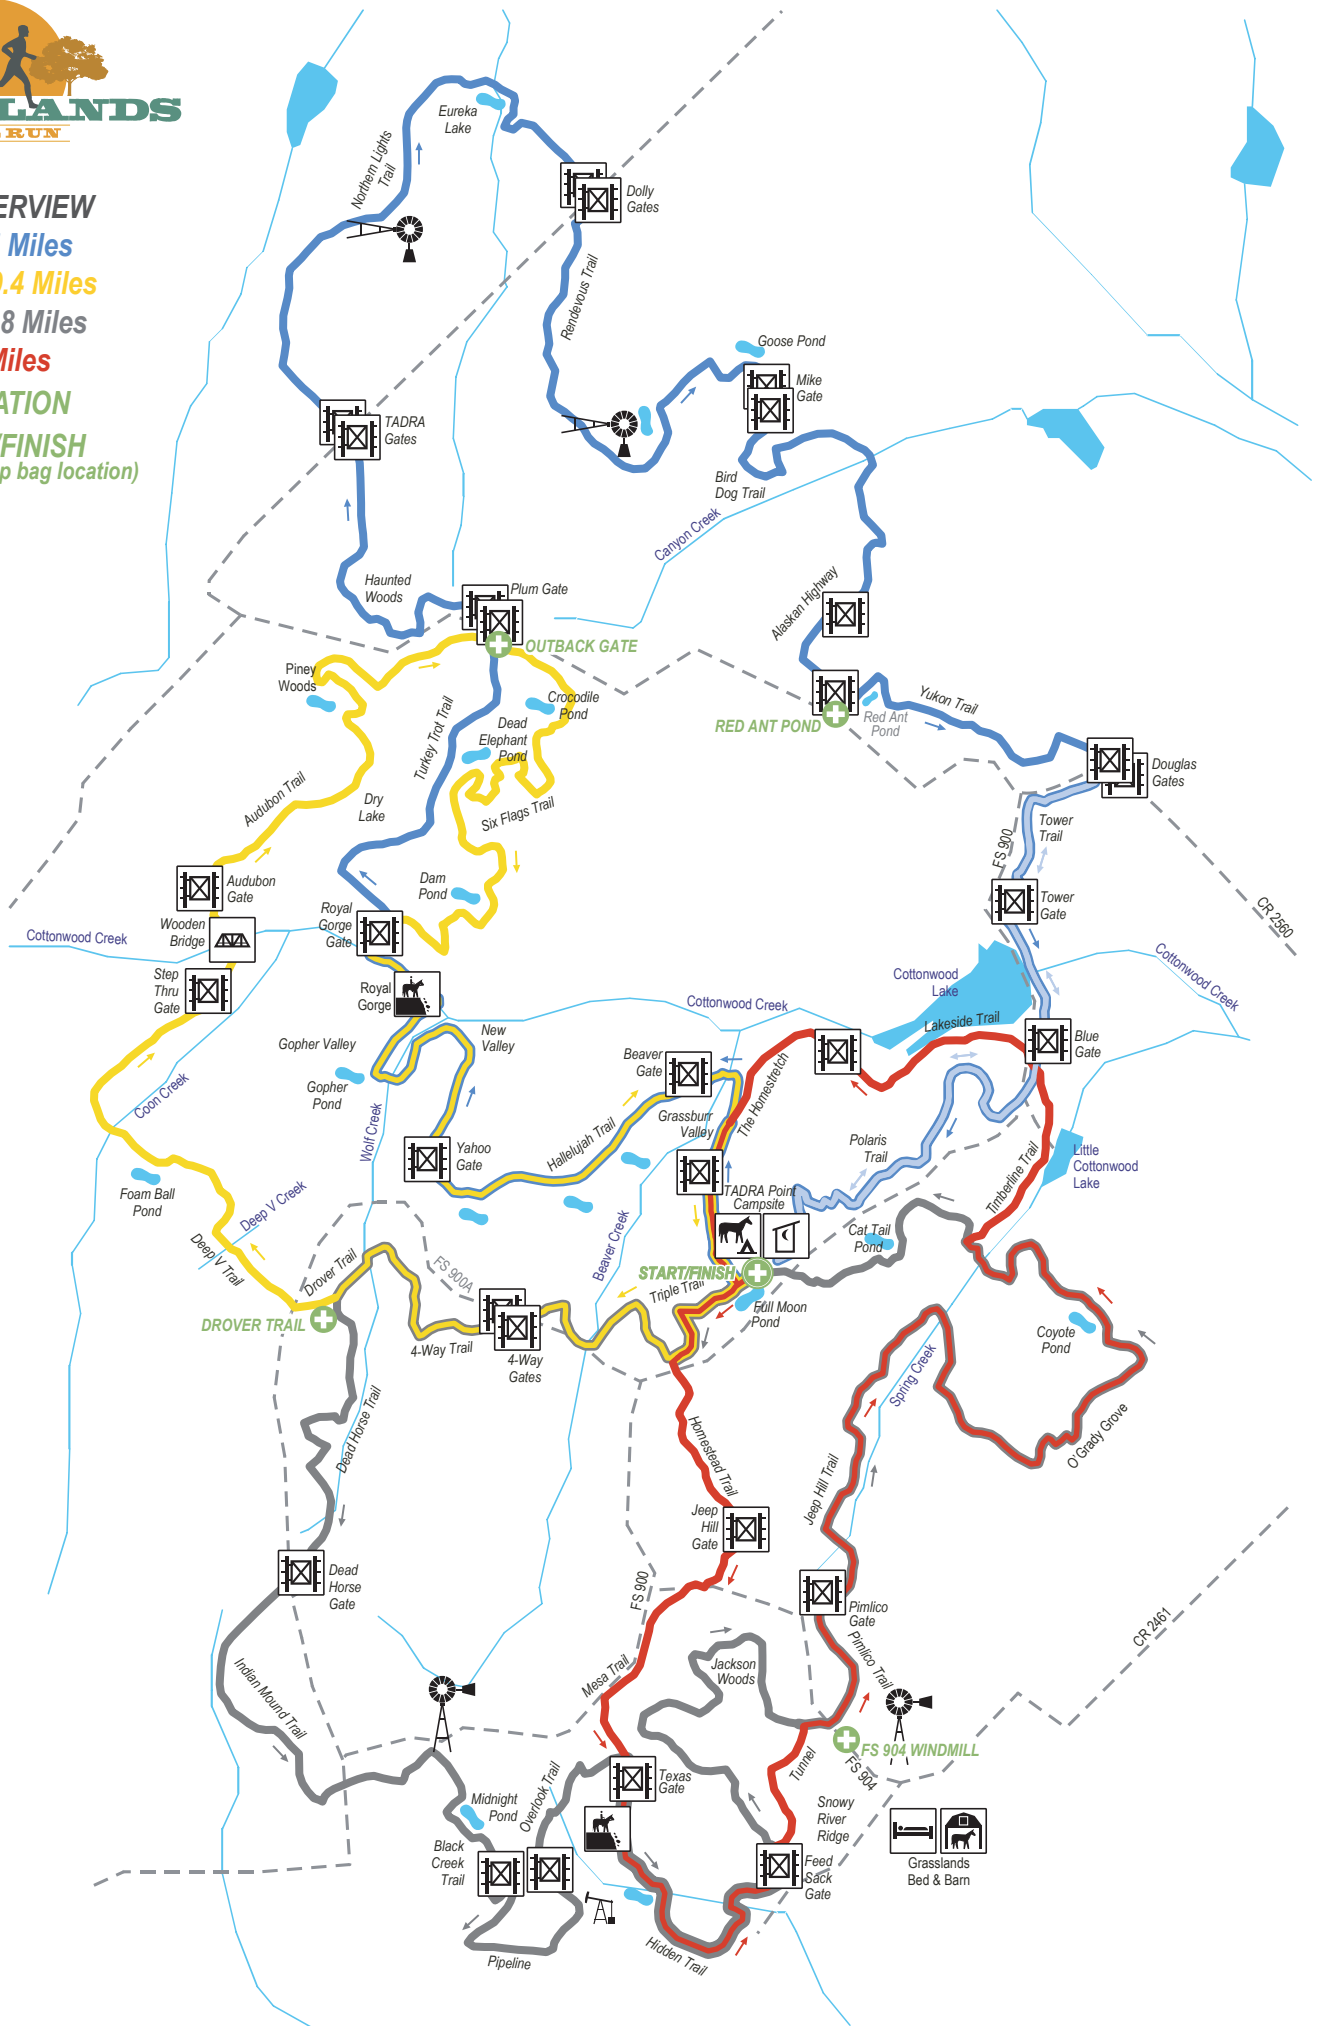 LANDS
RUN
ERVIEW
Miles
.4 Miles
8 Miles
Miles
ATION
/FINISH
p bag location)
Eureka
Lake
Northern Lights
Trail
Dolly
Gates
Rendevous Trail
Goose Pond
Mike
Gate
TADRA
Gates
Bird
Dog Trail
Canyon Creek
Haunted
Woods
Plum Gate
OUTBACK GATE
Alaskan Highway
Piney
Woods
Crocodile
Pond
Dead
Elephant
Pond
Turkey Trot Trail
RED ANT POND
Red Ant
Pond
Yukon Trail
Douglas
Gates
Audubon Trail
Dry
Lake
Six Flags Trail
Tower
Trail
FS 900
Dam
Pond
Audubon
Gate
Royal
Gorge
Gate
Tower
Gate
CR 2560
Wooden
Bridge
Cottonwood Creek
Step
Thru
Gate
Royal
Gorge
Cottonwood
Lake
Cottonwood Creek
Cottonwood Creek
Lakeside Trail
Gopher Valley
New
Valley
Beaver
Gate
Blue
Gate
Gopher
Pond
Coon Creek
The Homestretch
Grassburr
Valley
Wolf Creek
Hallelujah Trail
Yahoo
Gate
Polaris
Trail
Timberline Trail
Little
Cottonwood
Lake
Foam Ball
Pond
Deep V Creek
TADRA Point
Campsite
Deep V Trail
Drover Trail
FS 900A
Beaver Creek
Cat Tail
Pond
START/FINISH
Triple Trail
Full Moon
Pond
DROVER TRAIL
4-Way Trail
4-Way
Gates
Coyote
Pond
Spring Creek
Dead Horse Trail
Homestead Trail
O'Grady Grove
Jeep Hill Trail
Jeep
Hill
Gate
Dead
Horse
Gate
FS 900
Pimlico
Gate
CR 2461
Pimlico Trail
Indian Mound Trail
Mesa Trail
Jackson
Woods
FS 904 WINDMILL
Tunnel
FS 904
Texas
Gate
Overlook Trail
Midnight
Pond
Snowy
River
Ridge
Black
Creek
Trail
Feed
Sack
Gate
Grasslands
Bed & Barn
Hidden Trail
Pipeline